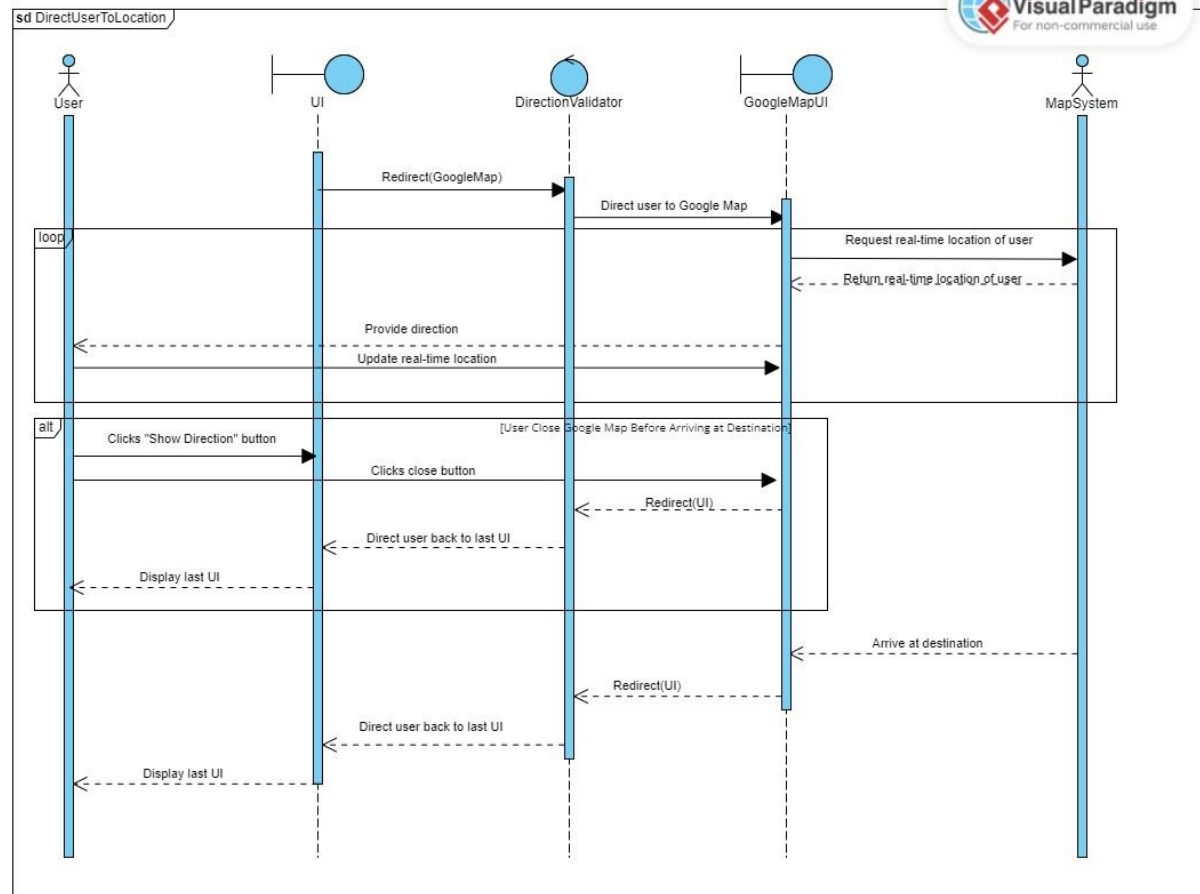 sd DirectUserToLocation
VisualParadigm
For non-commercial use
User
UI
DirectionValidator
GoogleMapUI
MapSystem
Redirect(GoogleMap)
Direct user to Google Map
loop
Request real-time location of user
Return real-time location of user
Provide direction
Update real-time location
alt
[User Close Google Map Before Arriving at Destination]
Clicks "Show Direction" button
Clicks close button
Redirect(UI)
Direct user back to last UI
Display last UI
Arrive at destination
Redirect(UI)
Direct user back to last UI
Display last UI